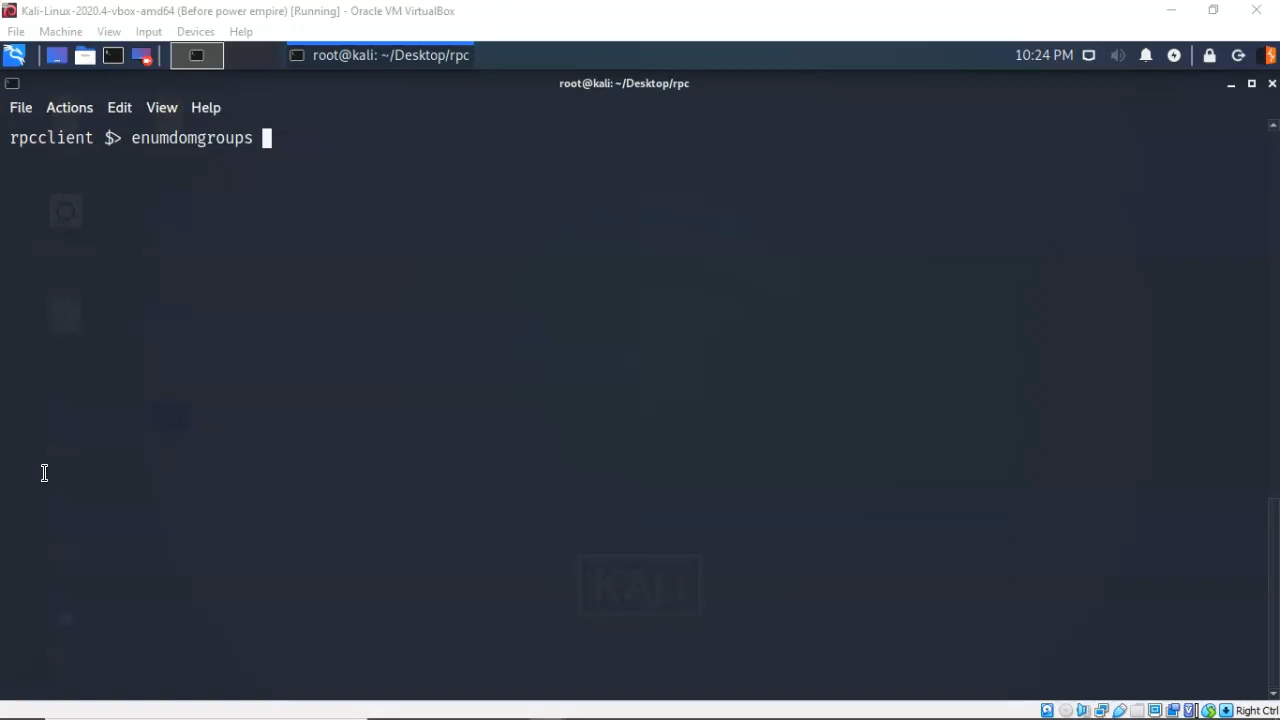 Kali-Linux-2020.4-vbox-amd64 (Before power empire) [Running] - Oracle VM VirtualBox
File Machine View Input Devices Help
root@kali: ~/Desktop/rpc
10:24 PM
root@kali: ~/Desktop/rpc
File Actions Edit View Help
rpcclient $> enumdomgroups
KALI
Right Ctrl